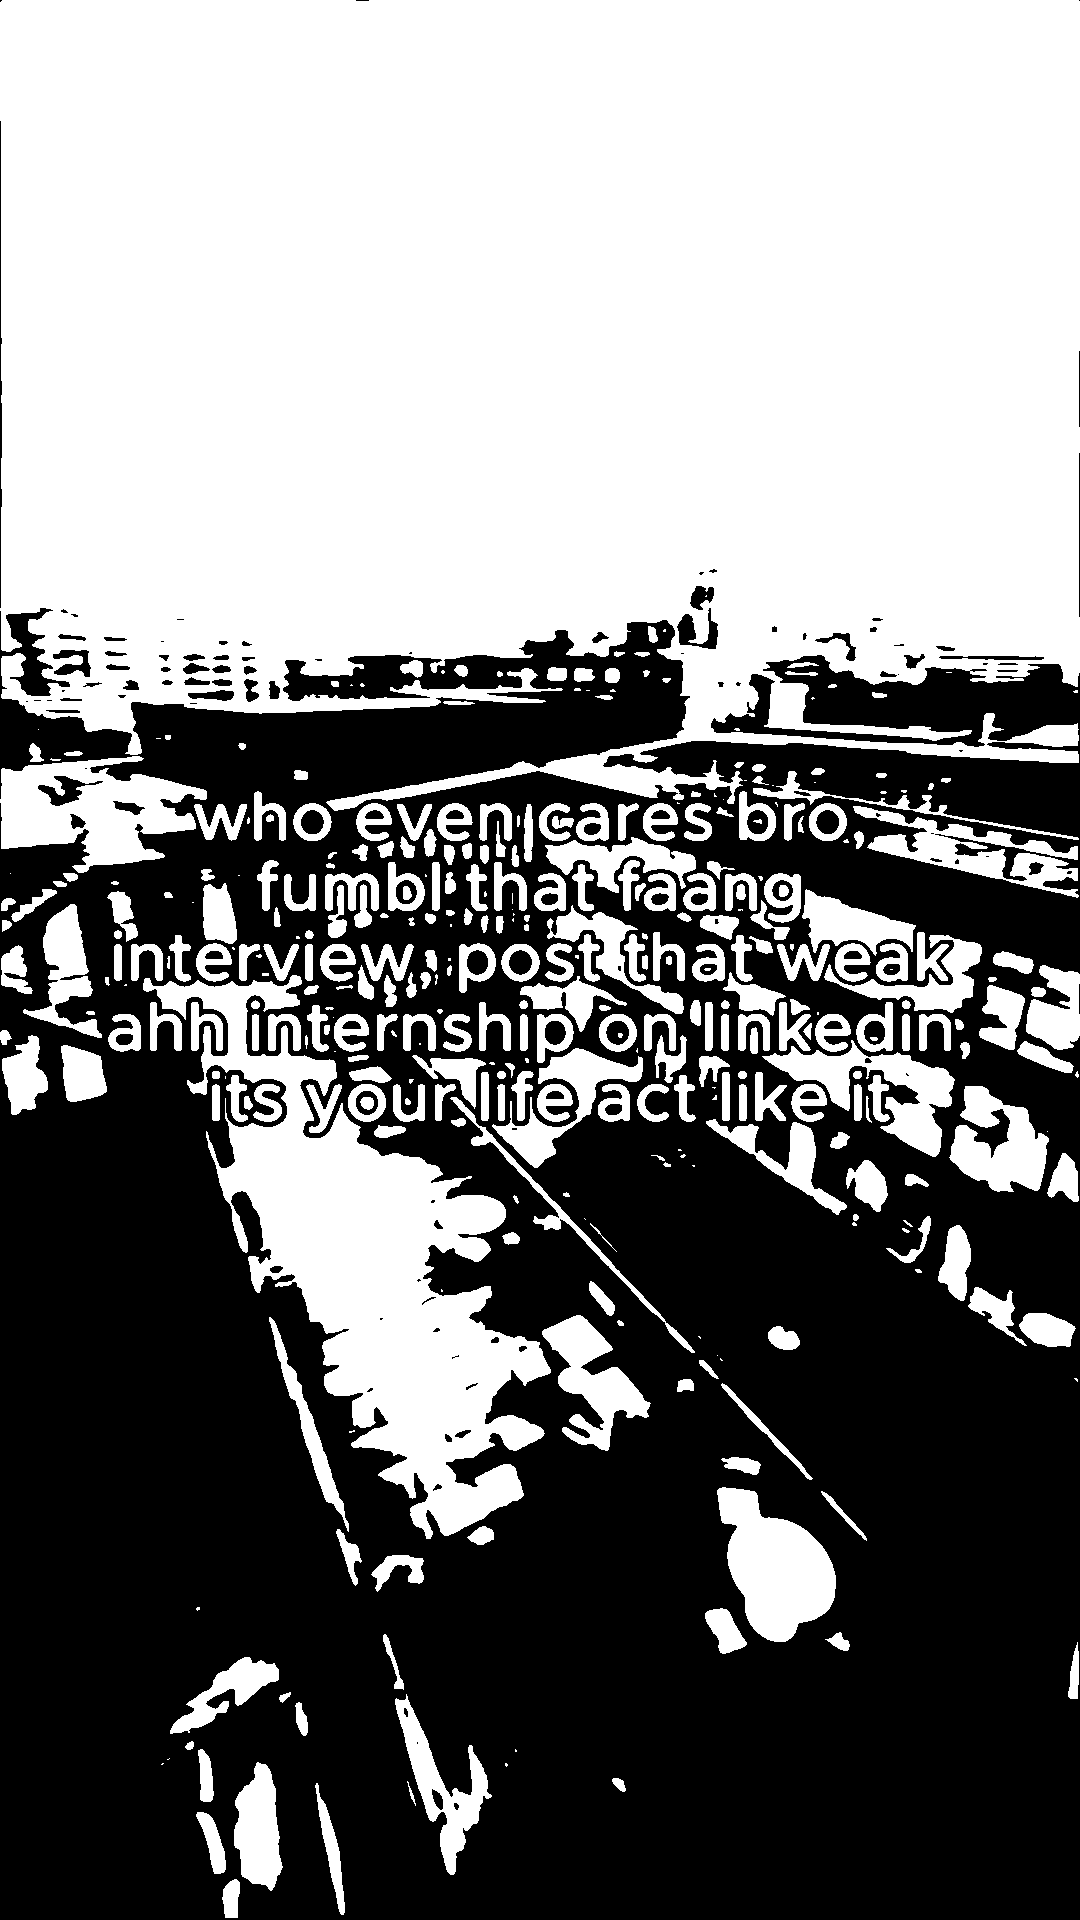 who even cares bro,
fumbl that faang
interview, post that weak
ahh internship on linkedin,
its your life act like it